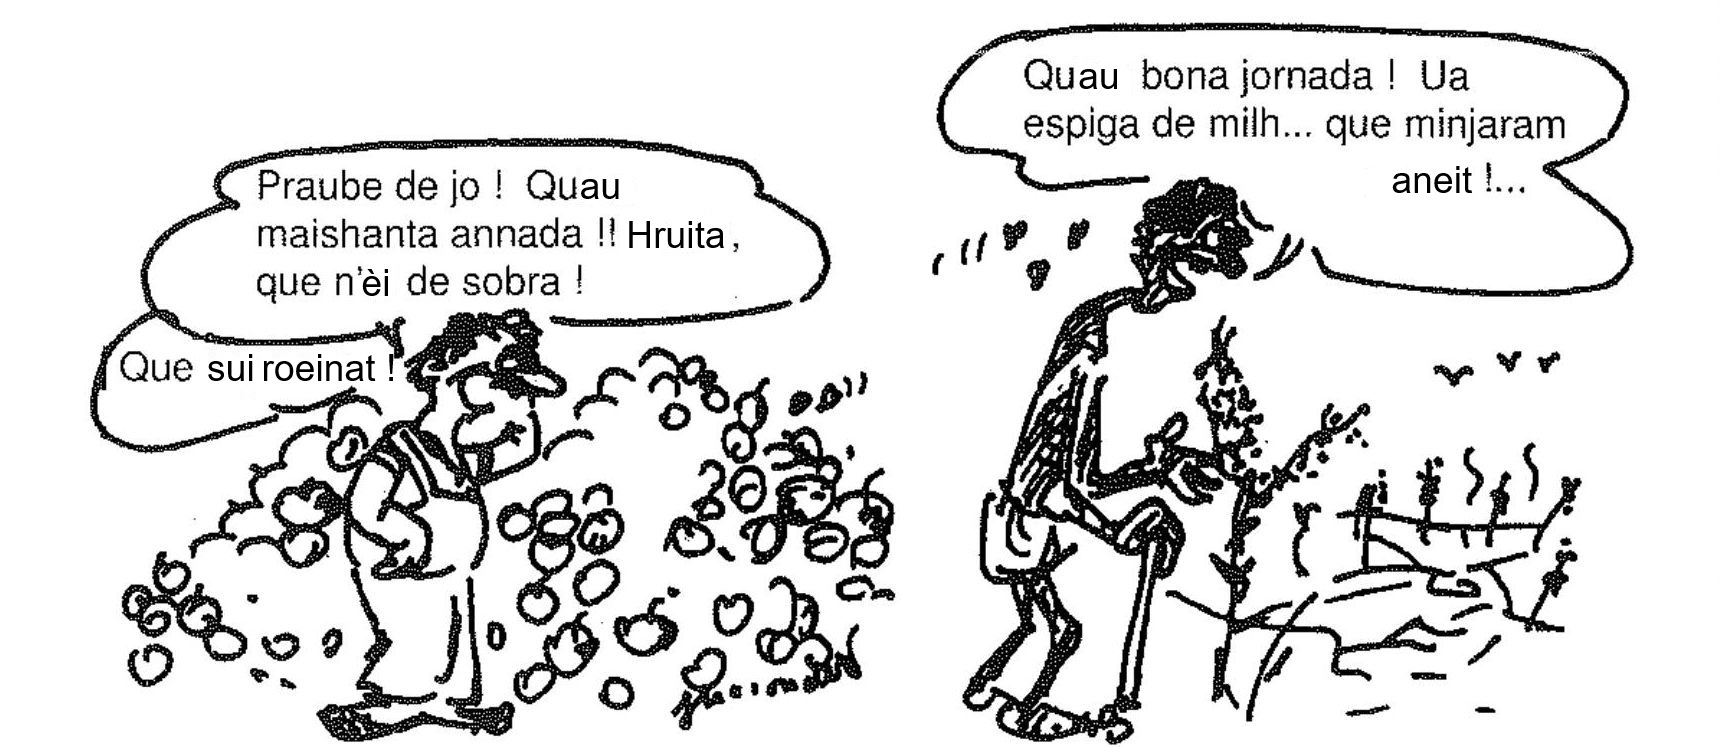 Praube de jo ! Quau
maishanta annada !! Hruita,
que n'èi de sobra !
Que sui roeinat !
Quau bona jornada ! Ua
espiga de milh... que minjaram
aneit !...